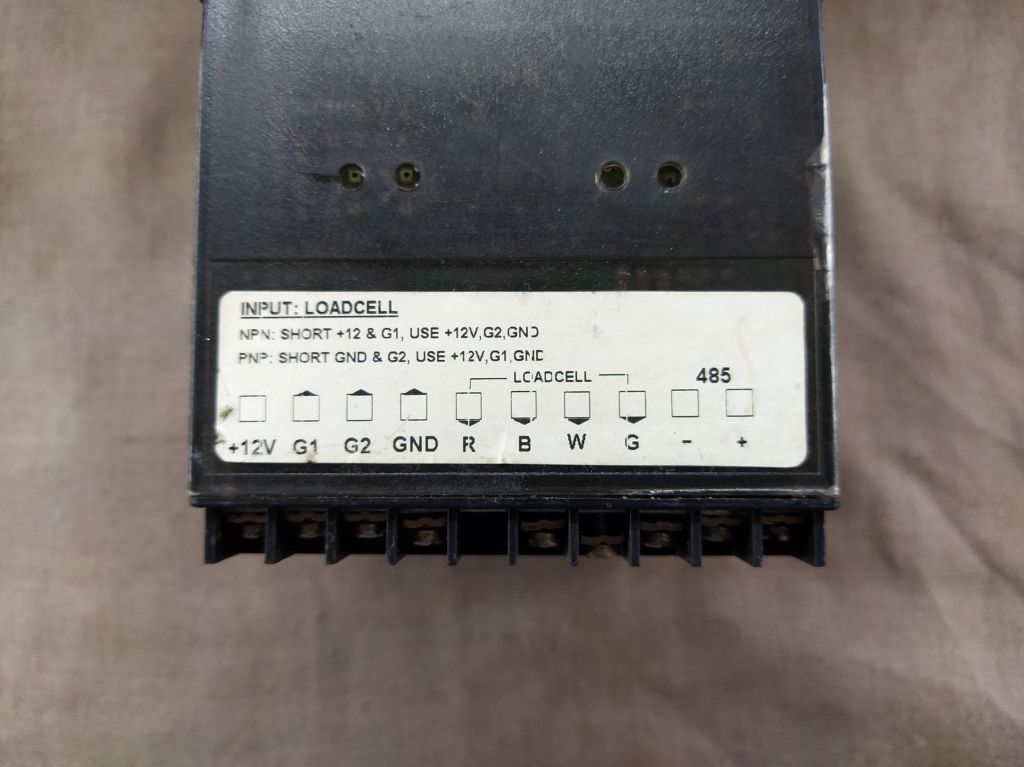 INPUT: LOADCELL
NPN: SHORT +12 & G1, USE +12V,G2,GND
PNP: SHORT GND & G2, USE +12V,G1,GND
LOADCELL 485
+12V G1 G2 GND R B W G - +